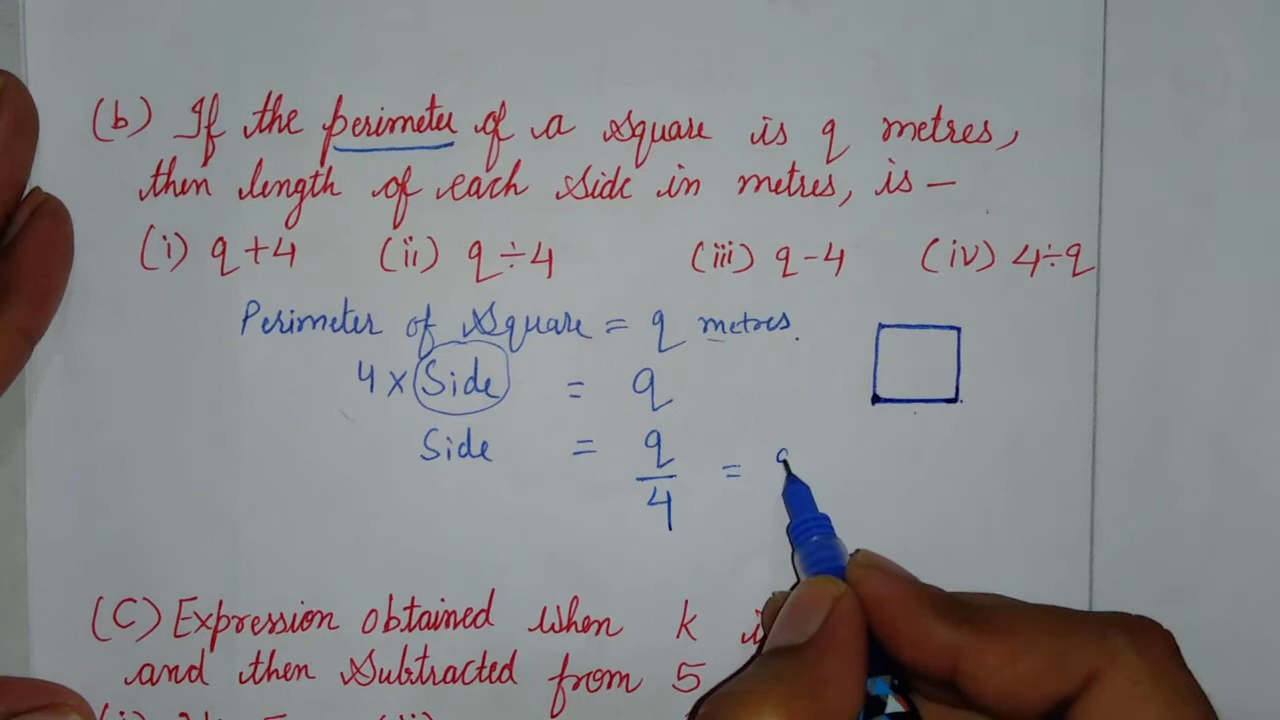 (b) If the perimeter of a square is q metres,
then length of each side in metres, is —
(i) q+4 (ii) q÷4 (iii) q-4 (iv) 4÷q
Perimeter of square = q metres.
4 × Side = q
Side = q/4 =
(C) Expression obtained when k
and then subtracted from 5
(i) (ii)